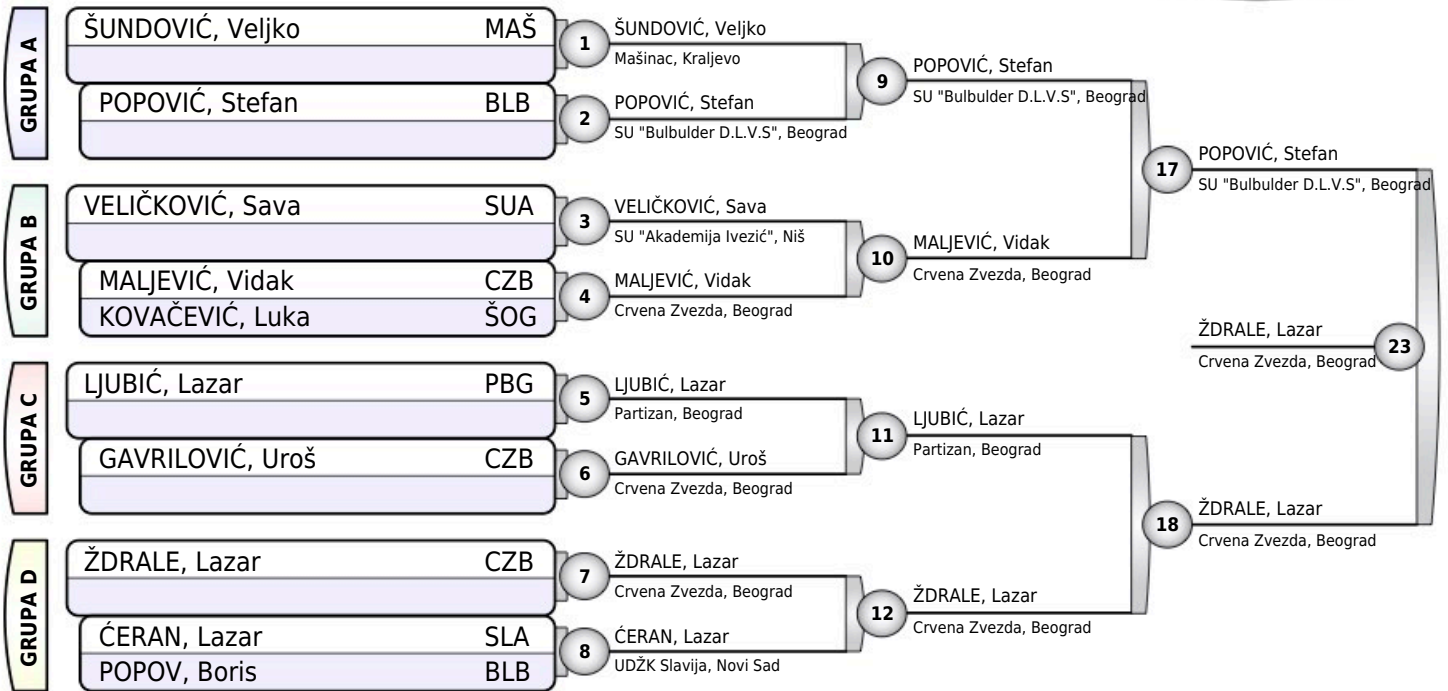 GRUPA A
ŠUNDOVIĆ, Veljko MAŠ
POPOVIĆ, Stefan BLB
1
ŠUNDOVIĆ, Veljko
Mašinac, Kraljevo
2
POPOVIĆ, Stefan
SU "Bulbulder D.L.V.S", Beograd
9
POPOVIĆ, Stefan
SU "Bulbulder D.L.V.S", Beograd
GRUPA B
VELIČKOVIĆ, Sava SUA
MALJEVIĆ, Vidak CZB
KOVAČEVIĆ, Luka ŠOG
3
VELIČKOVIĆ, Sava
SU "Akademija Ivezić", Niš
4
MALJEVIĆ, Vidak
Crvena Zvezda, Beograd
10
MALJEVIĆ, Vidak
Crvena Zvezda, Beograd
17
POPOVIĆ, Stefan
SU "Bulbulder D.L.V.S", Beograd
GRUPA C
LJUBIĆ, Lazar PBG
GAVRILOVIĆ, Uroš CZB
5
LJUBIĆ, Lazar
Partizan, Beograd
6
GAVRILOVIĆ, Uroš
Crvena Zvezda, Beograd
11
LJUBIĆ, Lazar
Partizan, Beograd
GRUPA D
ŽDRALE, Lazar CZB
ĆERAN, Lazar SLA
POPOV, Boris BLB
7
ŽDRALE, Lazar
Crvena Zvezda, Beograd
8
ĆERAN, Lazar
UDŽK Slavija, Novi Sad
12
ŽDRALE, Lazar
Crvena Zvezda, Beograd
18
ŽDRALE, Lazar
Crvena Zvezda, Beograd
ŽDRALE, Lazar
Crvena Zvezda, Beograd
23